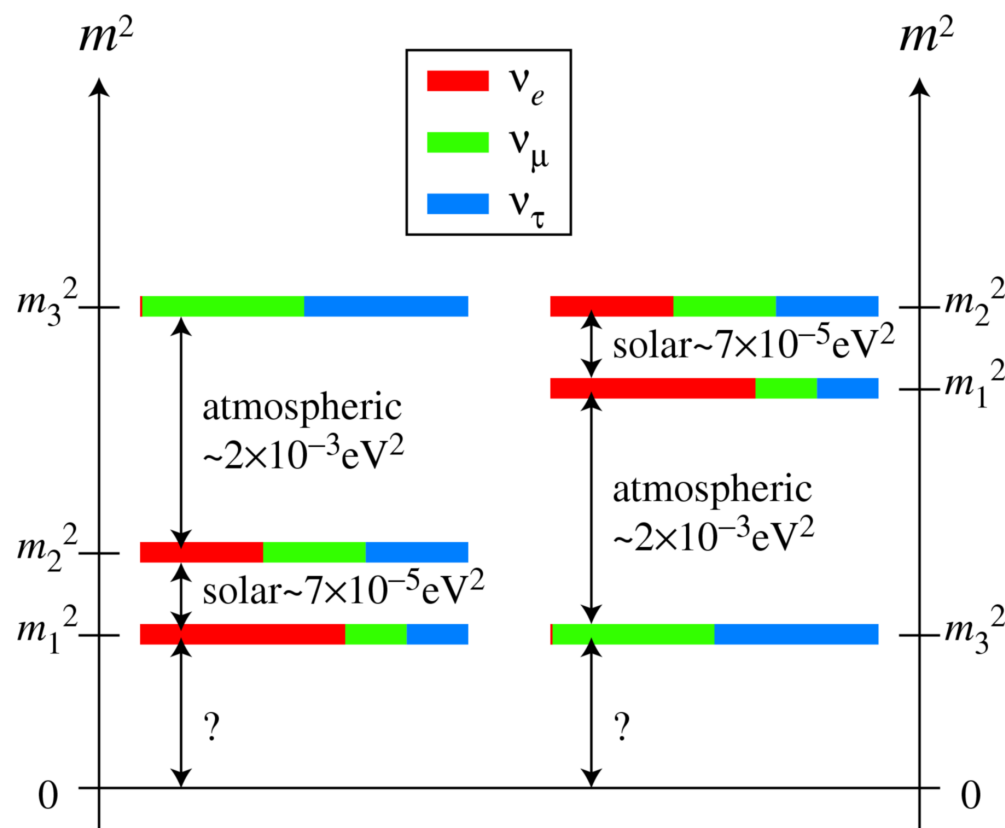 m² m²
νₑ
ν_μ
ν_τ
m₃² m₂²
solar~7×10⁻⁵eV²
m₁²
atmospheric
~2×10⁻³eV²
atmospheric
~2×10⁻³eV²
m₂²
solar~7×10⁻⁵eV²
m₁² m₃²
? ?
0 0